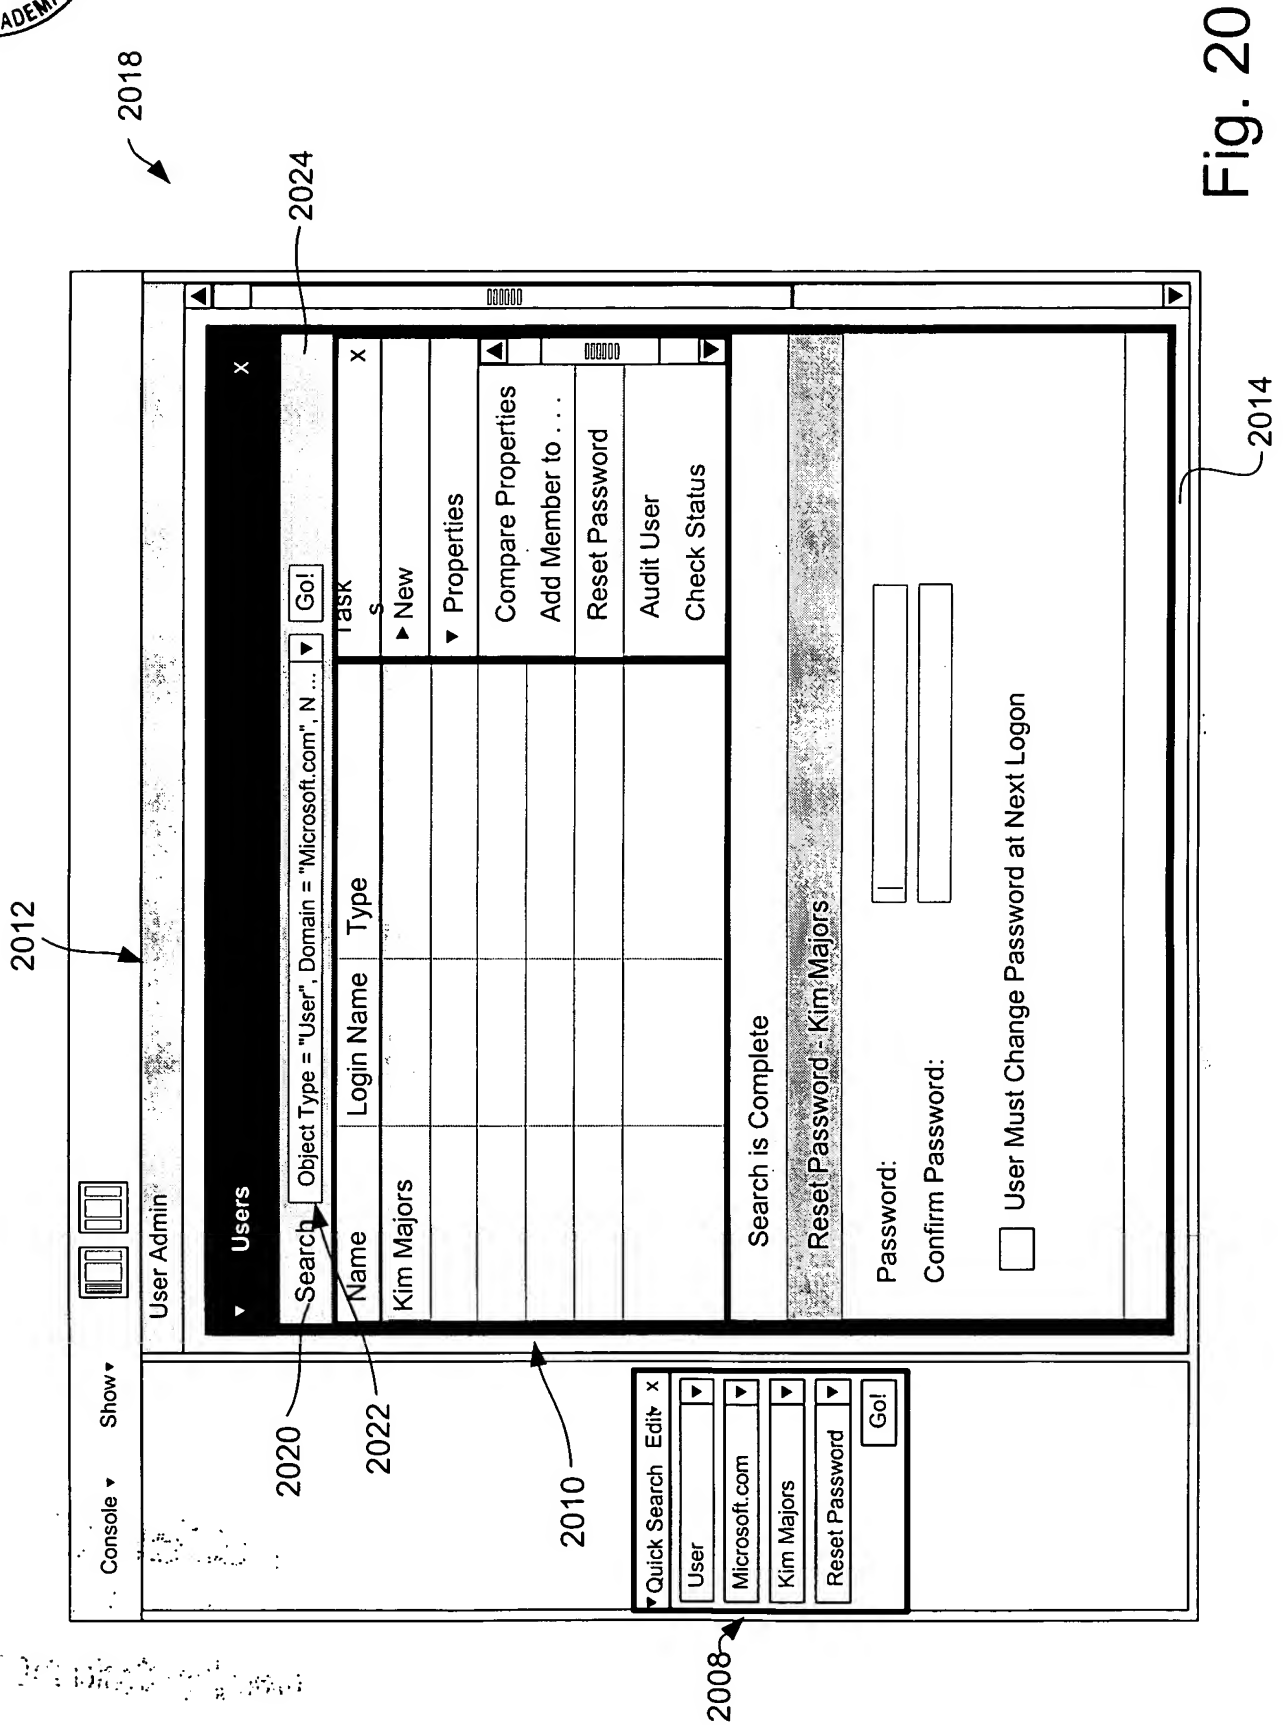 ADEM
2018
2012
2024
Console ▾ Show ▾
User Admin
▾ Users X
2020
Search Object Type = "User", Domain = "Microsoft.com", N ... ▾ Go!
2022
Name Login Name Type Task
s X
Kim Majors
▸ New
▾ Properties
Compare Properties
Add Member to . . .
Reset Password
Audit User
Check Status
2010
▾ Quick Search Edit ▾ X
User ▾
Microsoft.com ▾
Kim Majors ▾
Reset Password ▾
Go!
2008
Search is Complete
Reset Password - Kim Majors
Password:
Confirm Password:
User Must Change Password at Next Logon
2014
Fig. 20